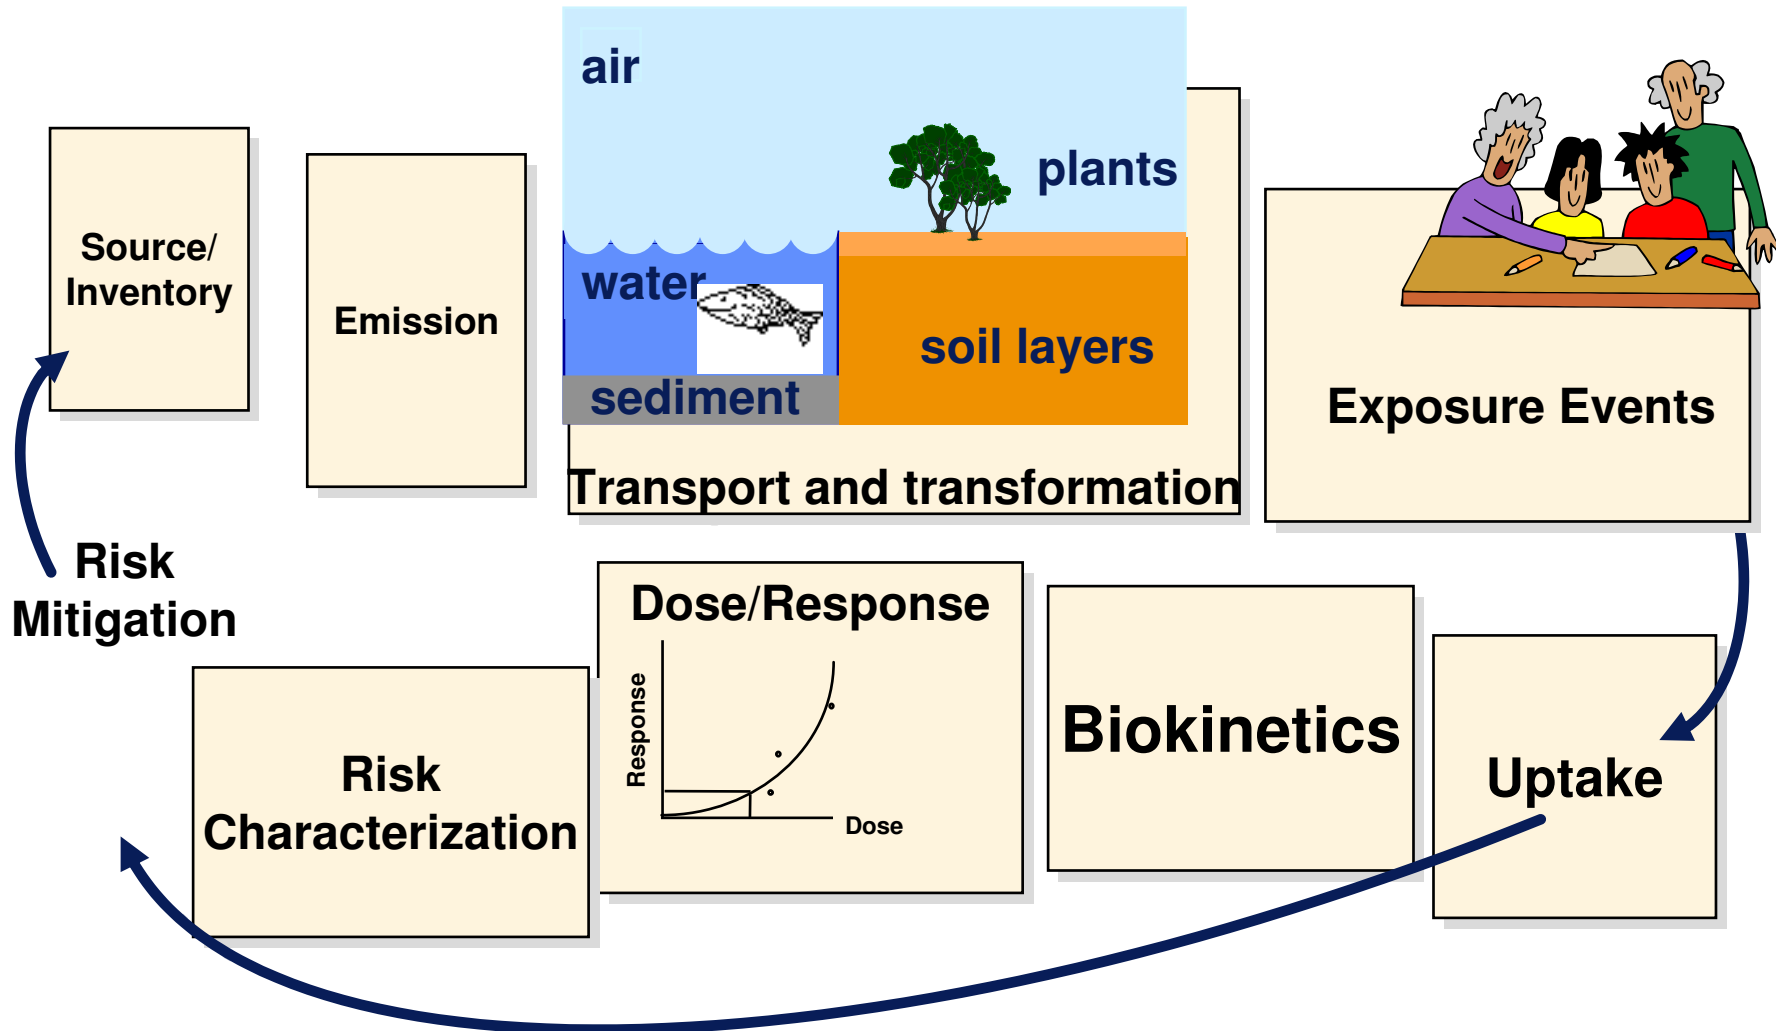 air
plants
Source/
Inventory
Emission
water
soil layers
sediment
Exposure Events
Transport and transformation
Risk
Mitigation
Dose/Response
Response
Dose
Biokinetics
Uptake
Risk
Characterization